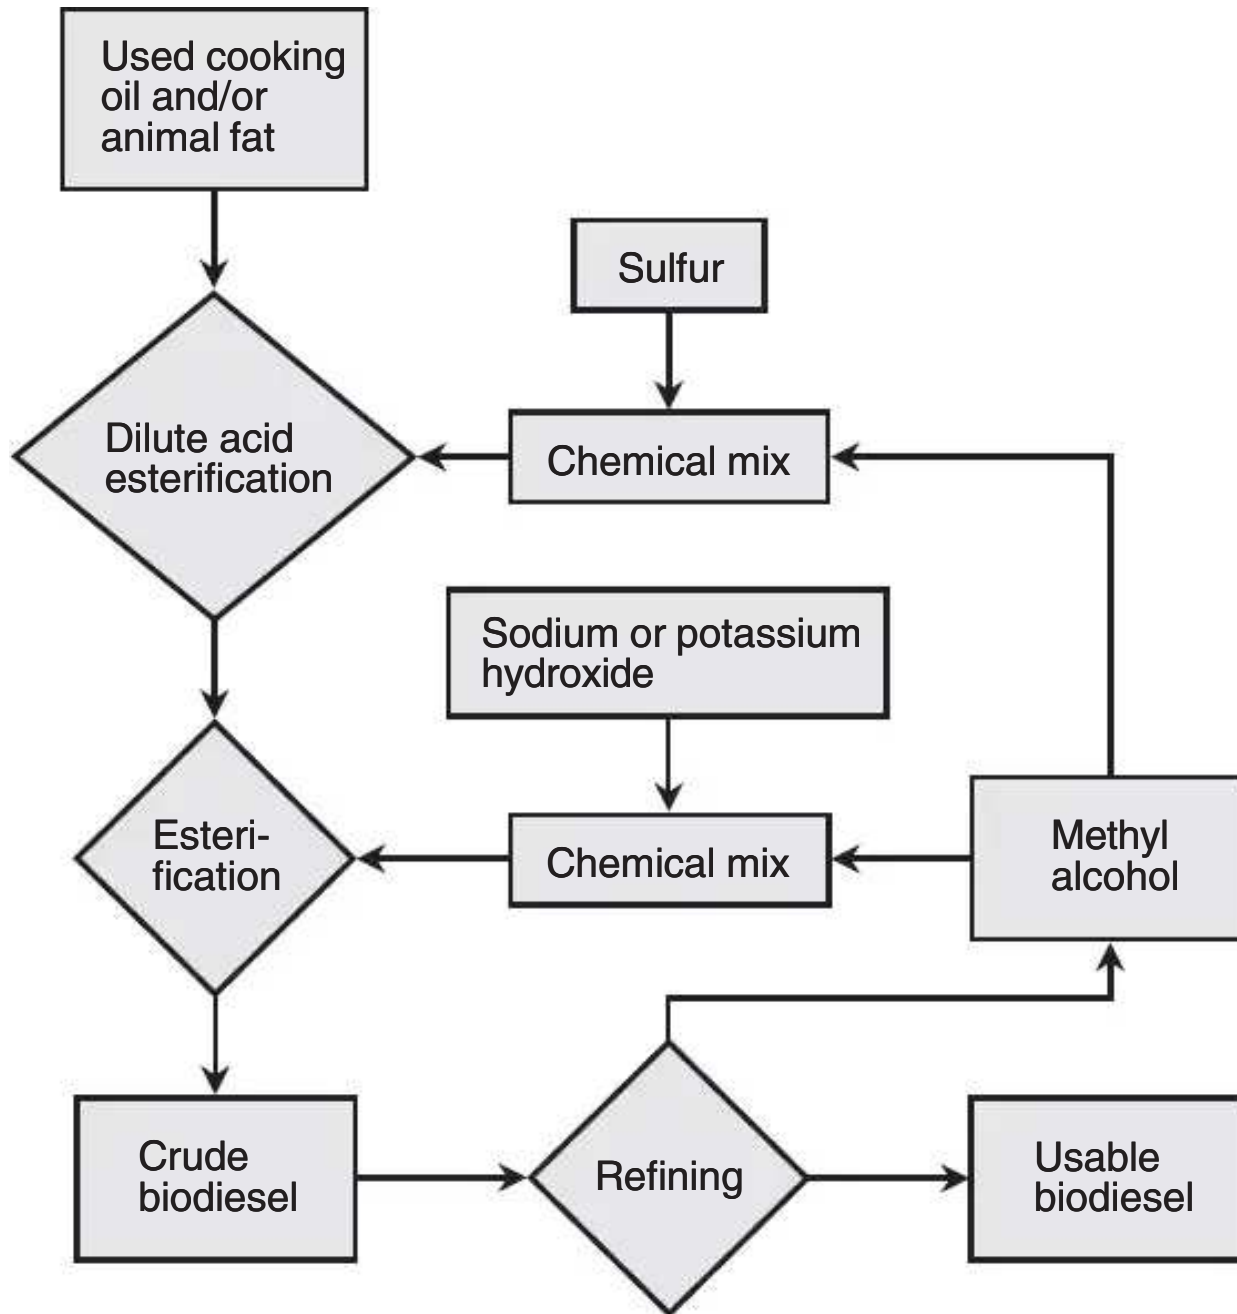 Used cooking
oil and/or
animal fat
Sulfur
Dilute acid
esterification
Chemical mix
Sodium or potassium
hydroxide
Esteri-
fication
Chemical mix
Methyl
alcohol
Crude
biodiesel
Refining
Usable
biodiesel